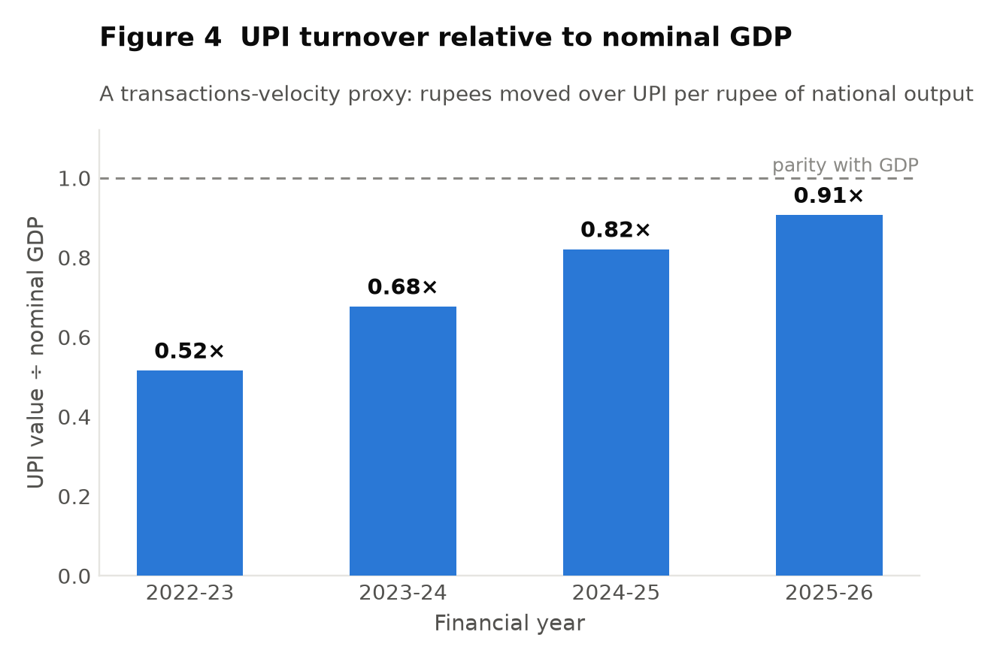 Figure 4  UPI turnover relative to nominal GDP
A transactions-velocity proxy: rupees moved over UPI per rupee of national output
UPI value ÷ nominal GDP
1.0
0.8
0.6
0.4
0.2
0.0
parity with GDP
0.52×
0.68×
0.82×
0.91×
2022-23
2023-24
2024-25
2025-26
Financial year